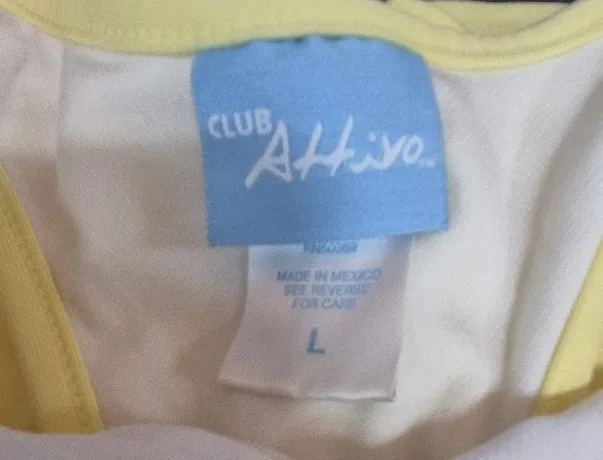 CLUB
Attiyo
MADE IN MEXICO
SEE REVERSE
FOR CARE
L